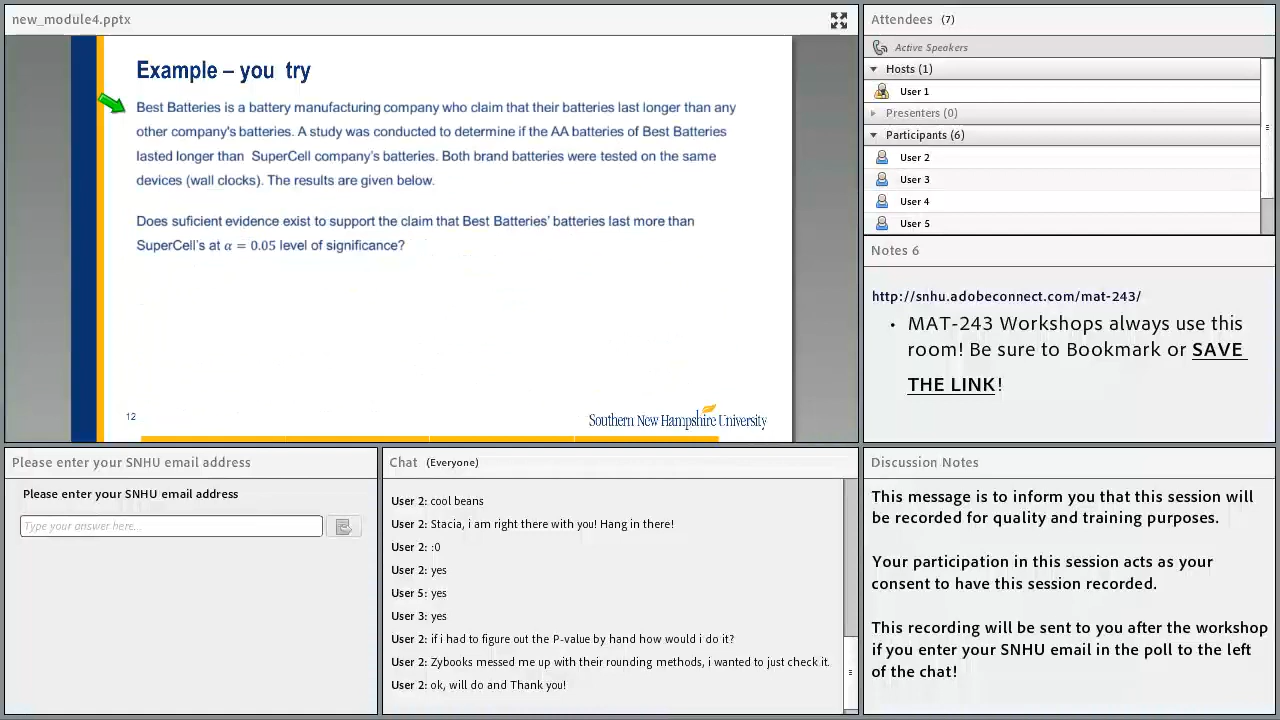 new_module4.pptx
Example – you try
Best Batteries is a battery manufacturing company who claim that their batteries last longer than any
other company's batteries. A study was conducted to determine if the AA batteries of Best Batteries
lasted longer than SuperCell company's batteries. Both brand batteries were tested on the same
devices (wall clocks). The results are given below.
Does suficient evidence exist to support the claim that Best Batteries' batteries last more than
SuperCell's at α = 0.05 level of significance?
12
Southern New Hampshire University
Attendees (7)
Active Speakers
Hosts (1)
User 1
Presenters (0)
Participants (6)
User 2
User 3
User 4
User 5
Notes 6
http://snhu.adobeconnect.com/mat-243/
• MAT-243 Workshops always use this
room! Be sure to Bookmark or SAVE
THE LINK!
Please enter your SNHU email address
Please enter your SNHU email address
Type your answer here...
Chat (Everyone)
User 2: cool beans
User 2: Stacia, i am right there with you! Hang in there!
User 2: :0
User 2: yes
User 5: yes
User 3: yes
User 2: if i had to figure out the P-value by hand how would i do it?
User 2: Zybooks messed me up with their rounding methods, i wanted to just check it.
User 2: ok, will do and Thank you!
Discussion Notes
This message is to inform you that this session will
be recorded for quality and training purposes.
Your participation in this session acts as your
consent to have this session recorded.
This recording will be sent to you after the workshop
if you enter your SNHU email in the poll to the left
of the chat!